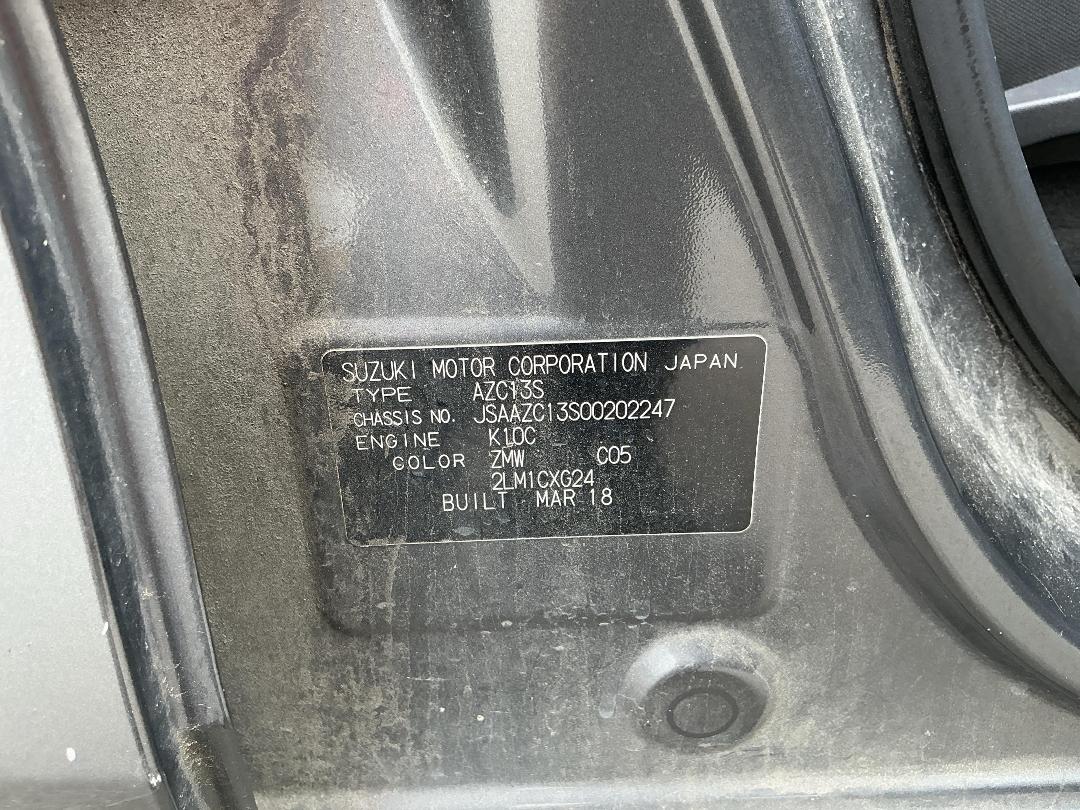 SUZUKI MOTOR CORPORATION JAPAN
TYPE AZC13S
CHASSIS NO. JSAAZC13S00202247
ENGINE K10C
COLOR ZMW C05
2LM1CXG24
BUILT MAR 18